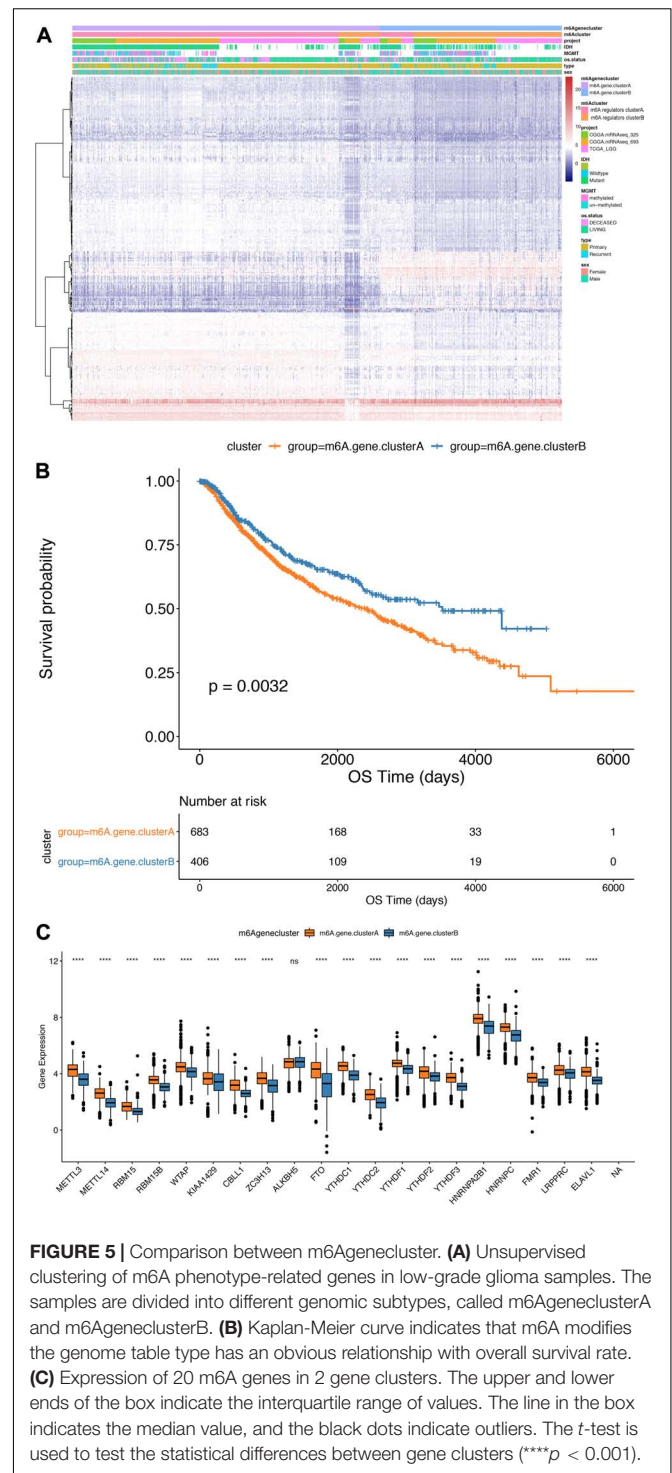 A
m6Agenecluster
m6Acluster
project
IDH
MGMT
os.status
type
sex
20
15
10
5
0
m6Agenecluster
m6A.gene.clusterA
m6A.gene.clusterB
m6Acluster
m6A regulators clusterA
m6A regulators clusterB
project
CGGA.mRNAseq_325
CGGA.mRNAseq_693
TCGA_LGG
IDH
Wildtype
Mutant
MGMT
methylated
un-methylated
os.status
DECEASED
LIVING
type
Primary
Recurrent
sex
Female
Male
B
cluster group=m6A.gene.clusterA group=m6A.gene.clusterB
Survival probability
1.00
0.75
0.50
0.25
0.00
p = 0.0032
0 2000 4000 6000
OS Time (days)
Number at risk
cluster
group=m6A.gene.clusterA 683 168 33 1
group=m6A.gene.clusterB 406 109 19 0
0 2000 4000 6000
OS Time (days)
C
m6Agenecluster m6A.gene.clusterA m6A.gene.clusterB
**** **** **** **** **** **** **** **** ns **** **** **** **** **** **** **** **** **** **** ****
Gene Expression
12
8
4
0
METTL3
METTL14
RBM15
RBM15B
WTAP
KIAA1429
CBLL1
ZC3H13
ALKBH5
FTO
YTHDC1
YTHDC2
YTHDF1
YTHDF2
YTHDF3
HNRNPA2B1
HNRNPC
FMR1
LRPPRC
ELAVL1
NA
FIGURE 5 | Comparison between m6Agenecluster. (A) Unsupervised
clustering of m6A phenotype-related genes in low-grade glioma samples. The
samples are divided into different genomic subtypes, called m6AgeneclusterA
and m6AgeneclusterB. (B) Kaplan-Meier curve indicates that m6A modifies
the genome table type has an obvious relationship with overall survival rate.
(C) Expression of 20 m6A genes in 2 gene clusters. The upper and lower
ends of the box indicate the interquartile range of values. The line in the box
indicates the median value, and the black dots indicate outliers. The t-test is
used to test the statistical differences between gene clusters (****p < 0.001).